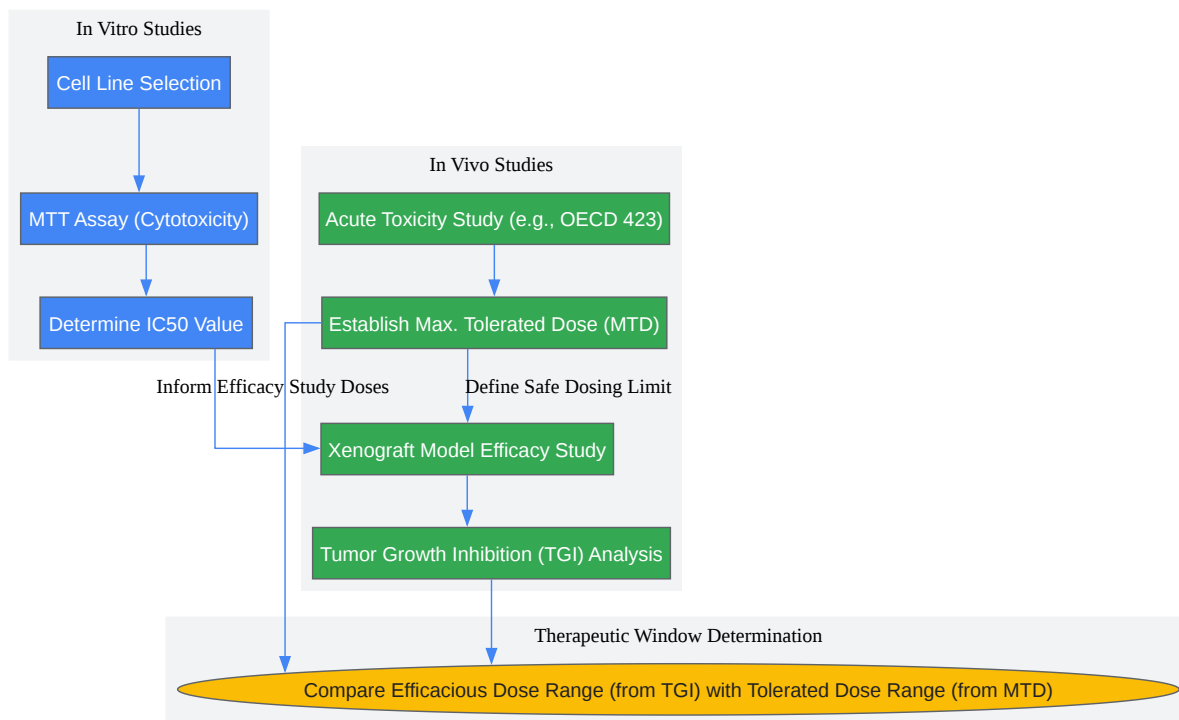 In Vitro Studies
Cell Line Selection
MTT Assay (Cytotoxicity)
Determine IC50 Value
In Vivo Studies
Acute Toxicity Study (e.g., OECD 423)
Establish Max. Tolerated Dose (MTD)
Inform Efficacy Study Doses
Define Safe Dosing Limit
Xenograft Model Efficacy Study
Tumor Growth Inhibition (TGI) Analysis
Therapeutic Window Determination
Compare Efficacious Dose Range (from TGI) with Tolerated Dose Range (from MTD)